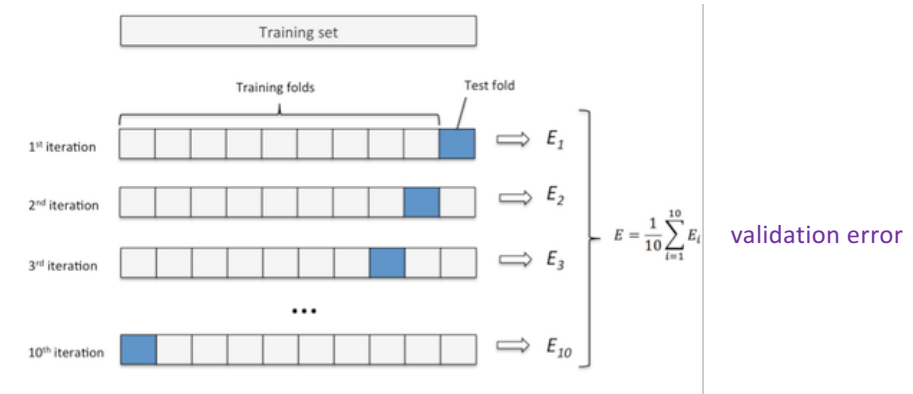 Training set
Training folds
Test fold
1st iteration
E1
2nd iteration
E2
3rd iteration
E3
...
10th iteration
E10
E = 1/10 10∑i=1 Ei
validation error